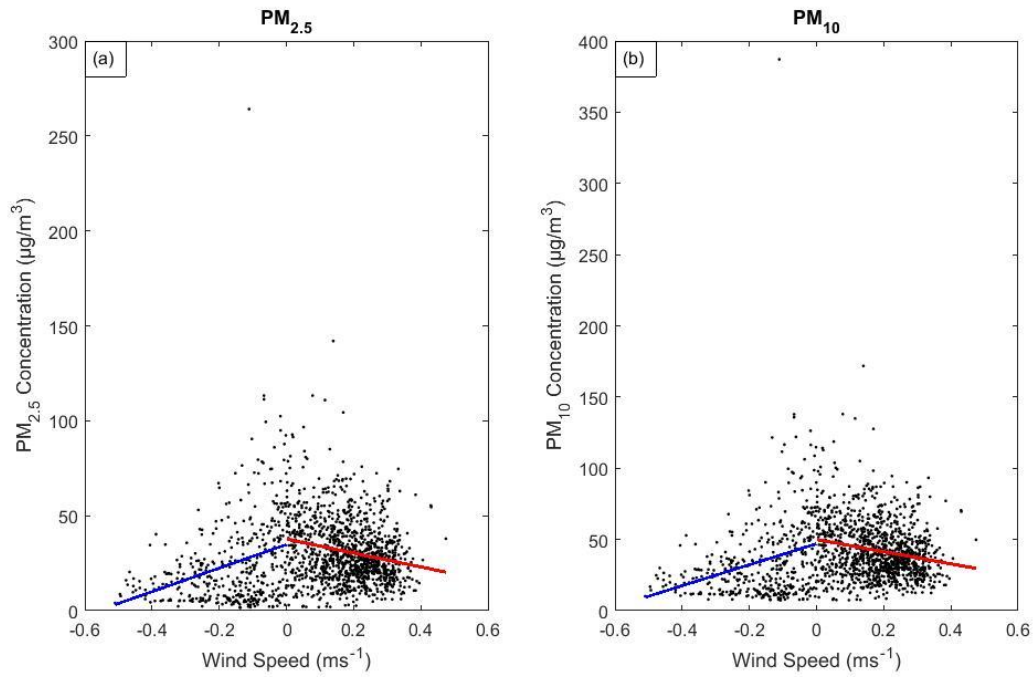 PM2.5
(a)
300
250
200
150
100
50
0
PM2.5 Concentration (μg/m³)
-0.6 -0.4 -0.2 0 0.2 0.4 0.6
Wind Speed (ms⁻¹)
PM10
(b)
400
350
300
250
200
150
100
50
0
PM10 Concentration (μg/m³)
-0.6 -0.4 -0.2 0 0.2 0.4 0.6
Wind Speed (ms⁻¹)